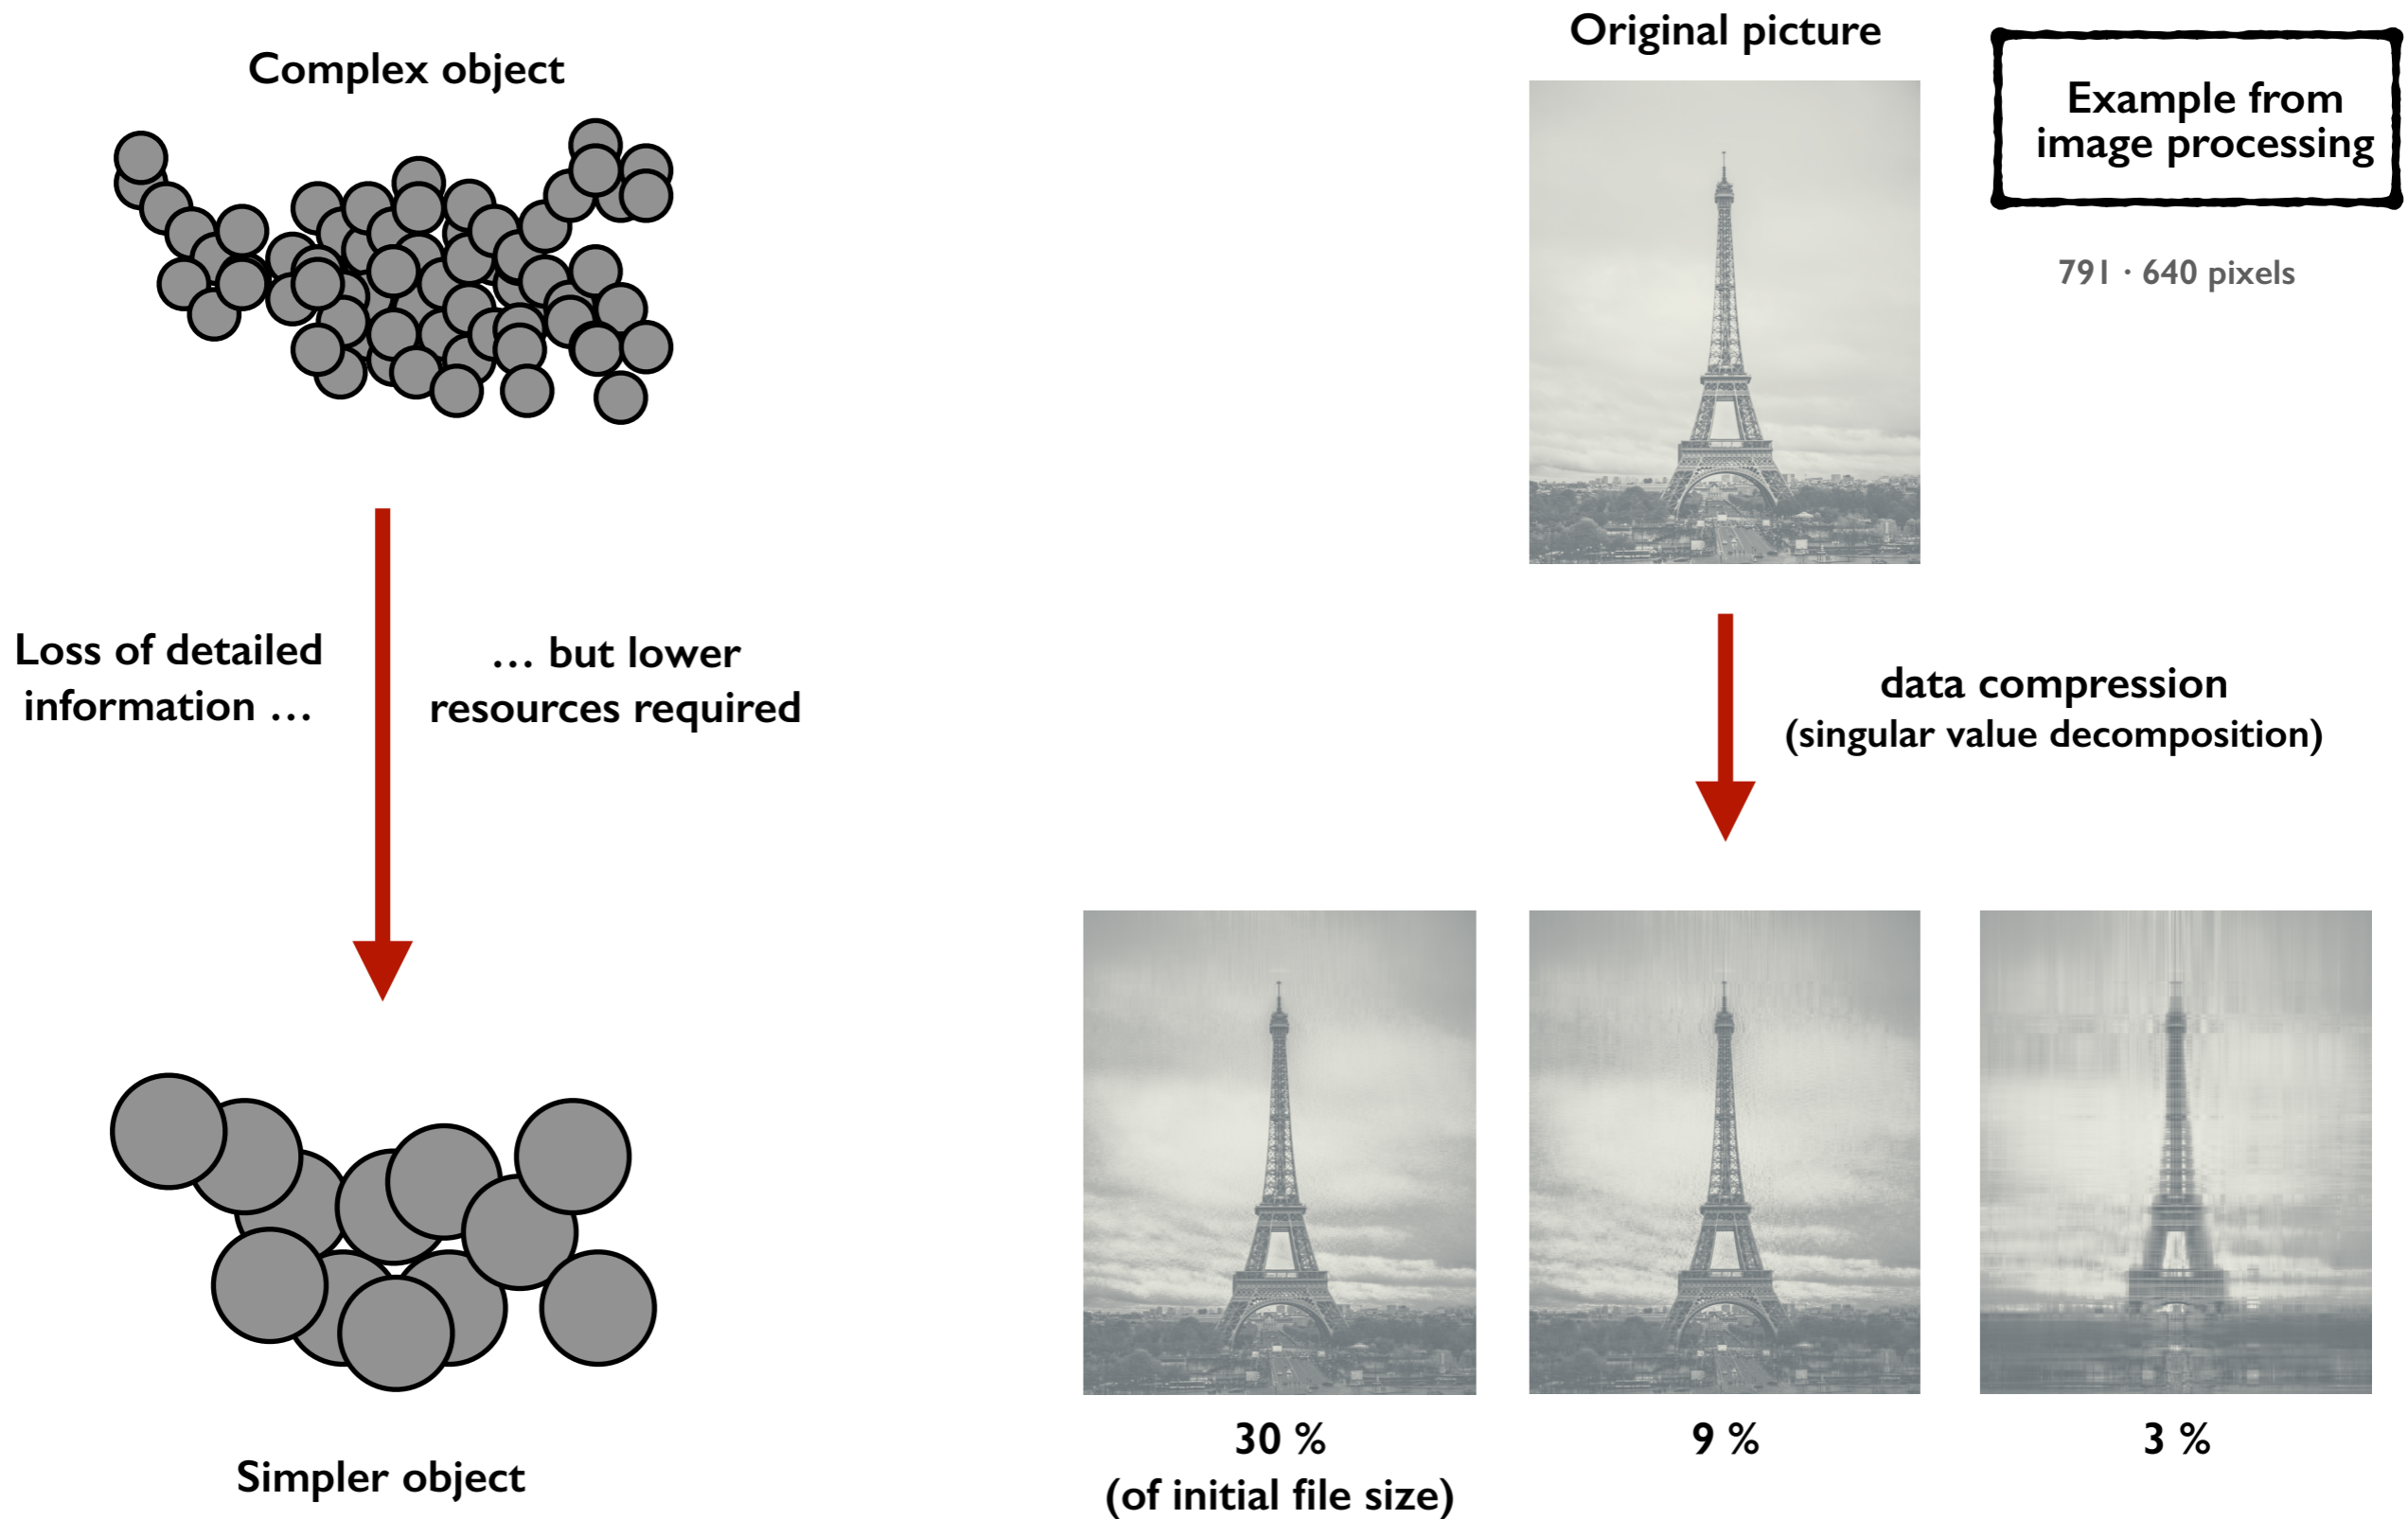 Complex object
Loss of detailed
information …
… but lower
resources required
Simpler object
Original picture
Example from
image processing
791 · 640 pixels
data compression
(singular value decomposition)
30 %
(of initial file size)
9 %
3 %